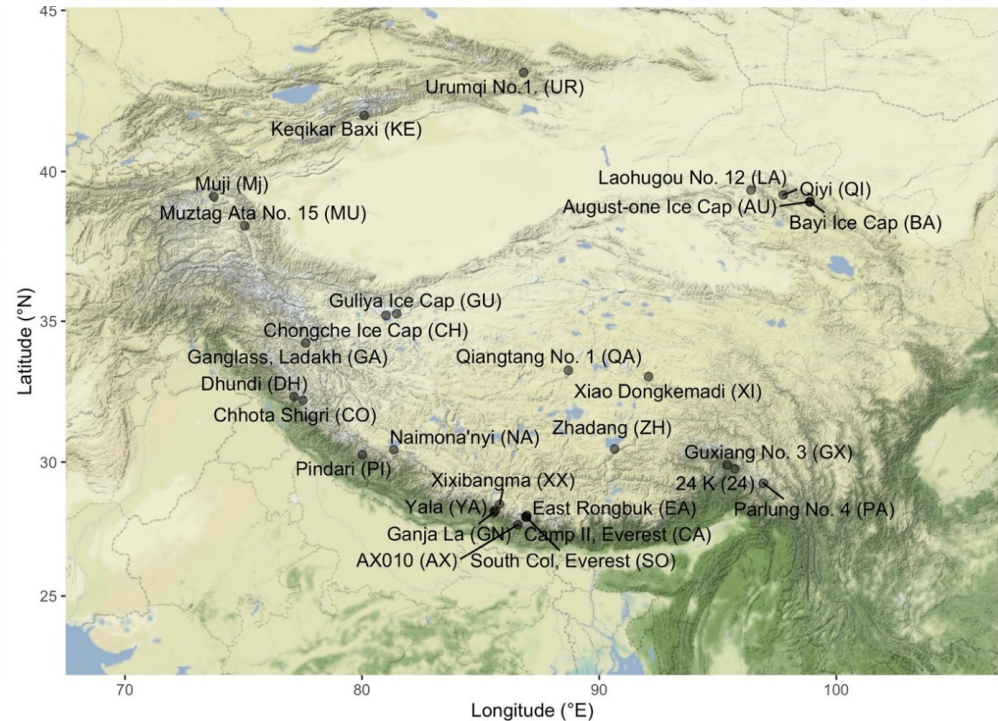 45
Urumqi No.1. (UR)
Keqikar Baxi (KE)
40
Laohugou No. 12 (LA)
Qiyi (QI)
Muji (Mj)
August-one Ice Cap (AU)
Muztag Ata No. 15 (MU)
Bayi Ice Cap (BA)
Guliya Ice Cap (GU)
35
Chongche Ice Cap (CH)
Ganglass, Ladakh (GA)
Qiangtang No. 1 (QA)
Dhundi (DH)
Xiao Dongkemadi (XI)
Chhota Shigri (CO)
Zhadang (ZH)
Naimona'nyi (NA)
Guxiang No. 3 (GX)
30
Pindari (PI)
Xixibangma (XX)
24 K (24)
Yala (YA)
East Rongbuk (EA)
Parlung No. 4 (PA)
Ganja La (GN)
Camp II, Everest (CA)
AX010 (AX)
South Col, Everest (SO)
25
70
80
90
100
Latitude (°N)
Longitude (°E)